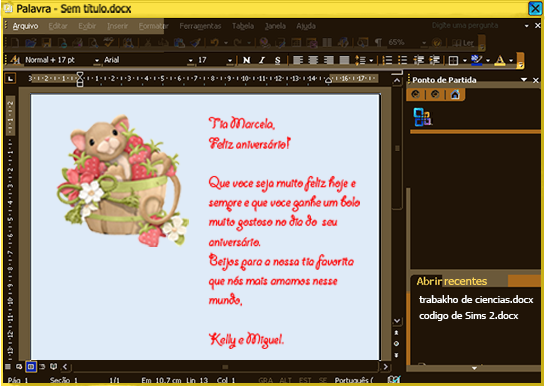 Palavra - Sem título.docx
Arquivo Editar Exibir Inserir Formatar Ferramentas Tabela Janela Ajuda
65% Ler
Normal + 17 pt Arial 17 N I S
Ponto de Partida
Tia Marcela,
Feliz aniversário!
Que voce seja muito feliz hoje e
sempre e que voce ganhe um bolo
muito gostoso no dia do seu
aniversário.
Beijos para a nossa tia favorita
que nós mais amamos nesse
mundo,
Kelly e Miguel.
Abrir recentes
trabakho de ciencias.docx
codigo de Sims 2.docx
Pág 1 Seção 1 1/1 Em 10,7 cm Lin 13 Col 1 GRA ALT EST SE Português (